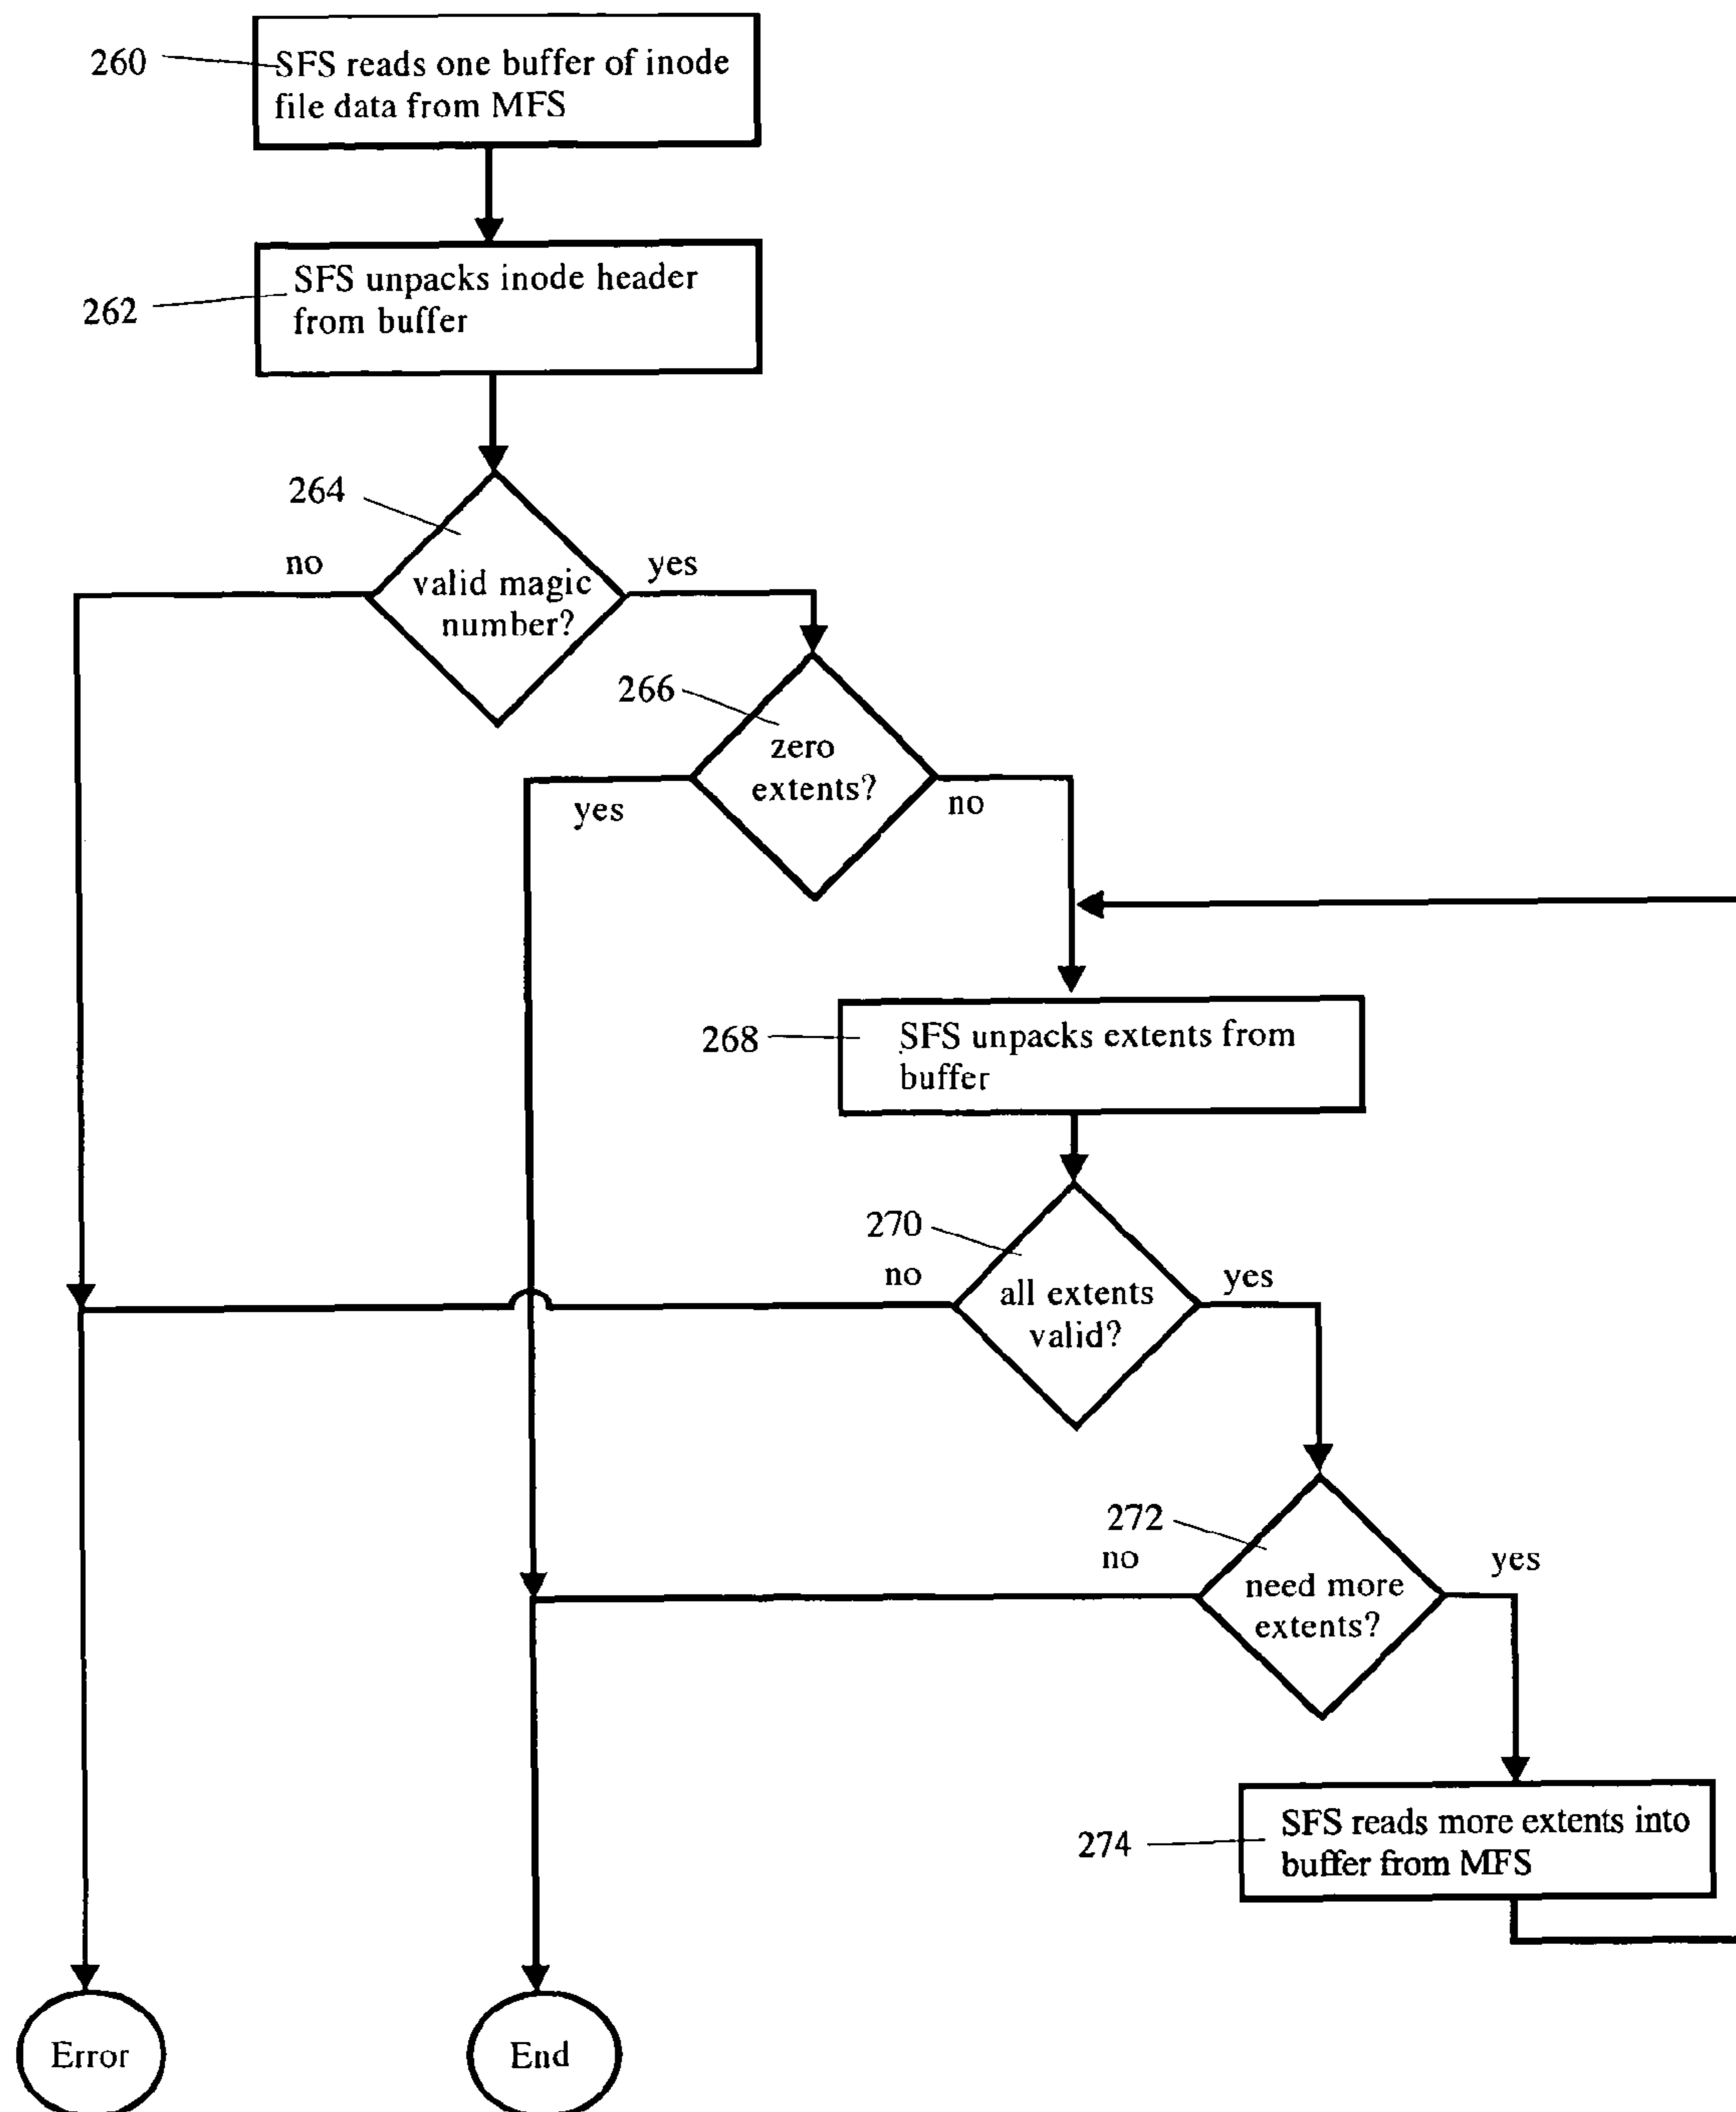 260
SFS reads one buffer of inode
file data from MFS
262
SFS unpacks inode header
from buffer
264
no
yes
valid magic
number?
266
zero
extents?
yes
no
268
SFS unpacks extents from
buffer
270
no
yes
all extents
valid?
272
no
yes
need more
extents?
274
SFS reads more extents into
buffer from MFS
Error
End